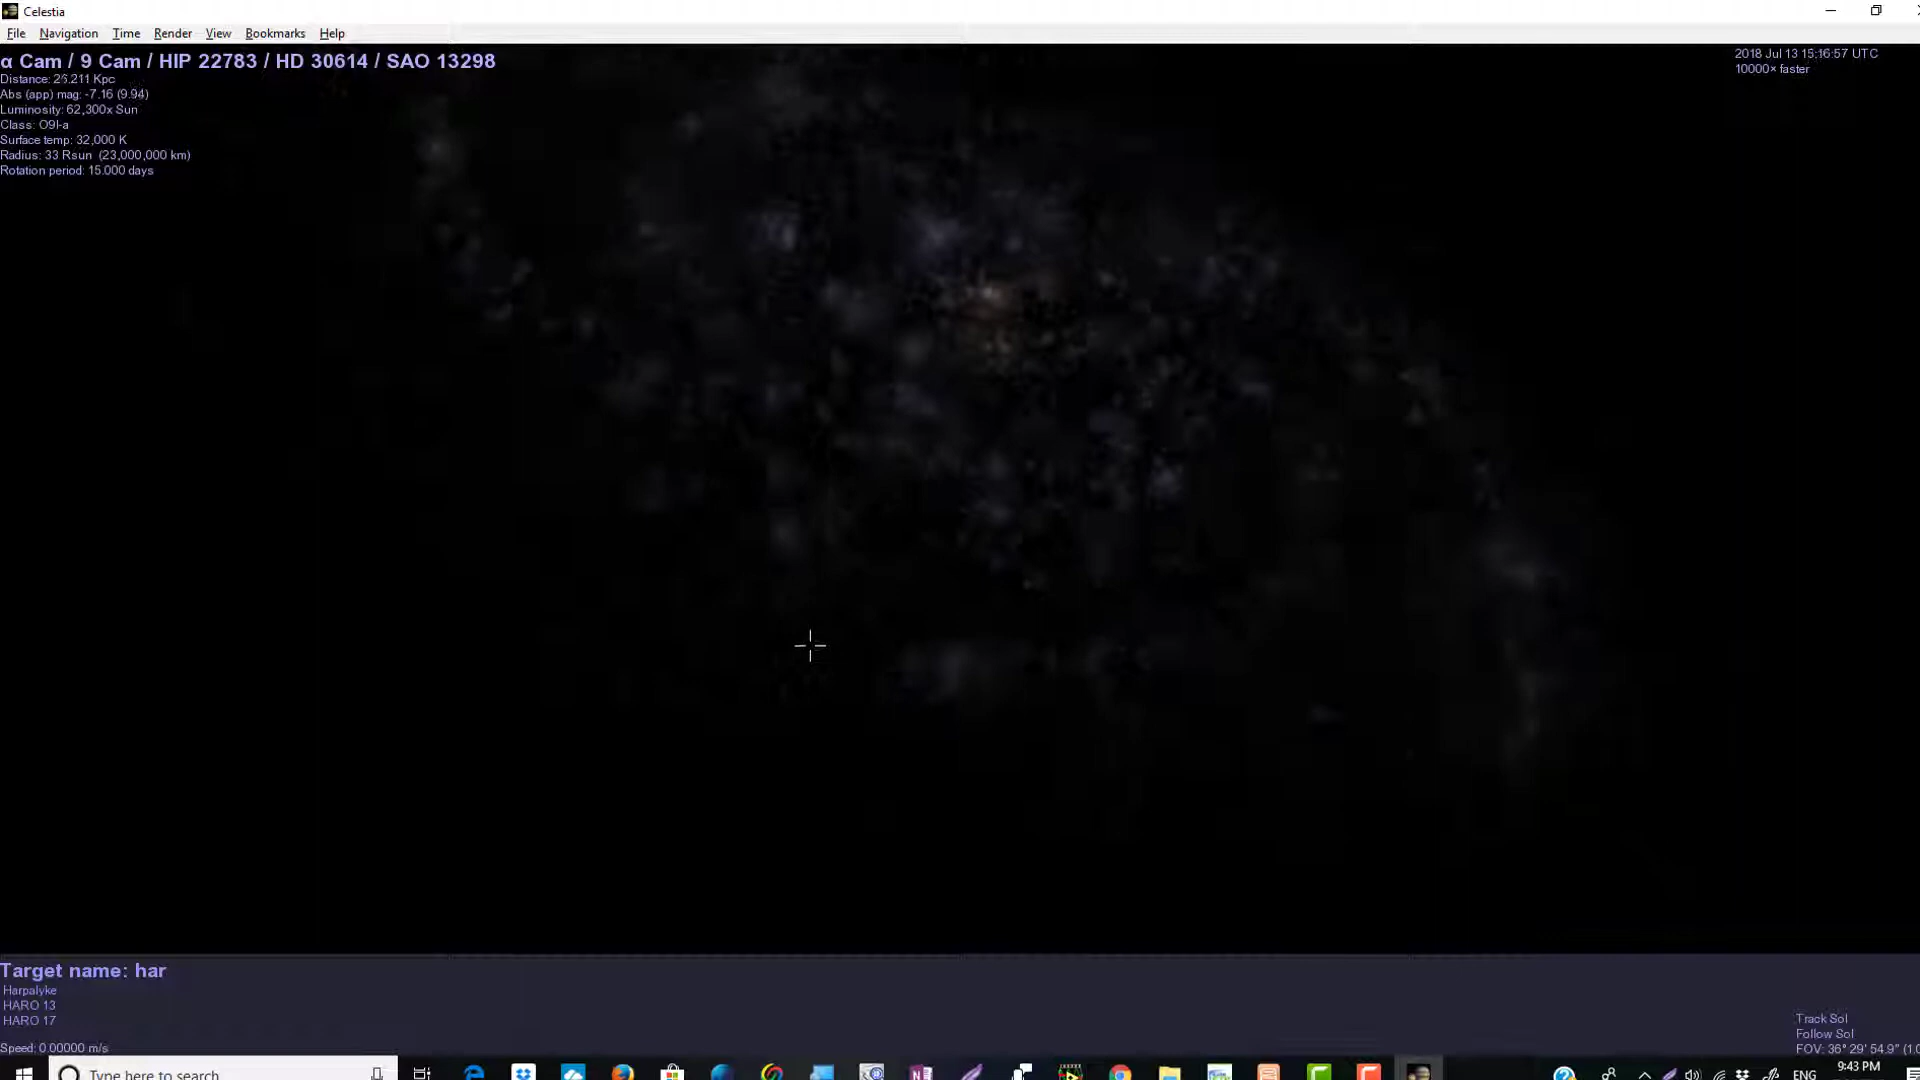 Celestia
File Navigation Time Render View Bookmarks Help
α Cam / 9 Cam / HIP 22783 / HD 30614 / SAO 13298
Distance: 26.211 Kpc
Abs (app) mag: -7.16 (9.94)
Luminosity: 62,300x Sun
Class: O9I-a
Surface temp: 32,000 K
Radius: 33 Rsun (23,000,000 km)
Rotation period: 15.000 days
2018 Jul 13 15:16:57 UTC
10000× faster
Target name: har
Harpalyke
HARO 13
HARO 17
Speed: 0.00000 m/s
Track Sol
Follow Sol
FOV: 36° 29' 54.9" (1.0
Type here to search
ENG
9:43 PM